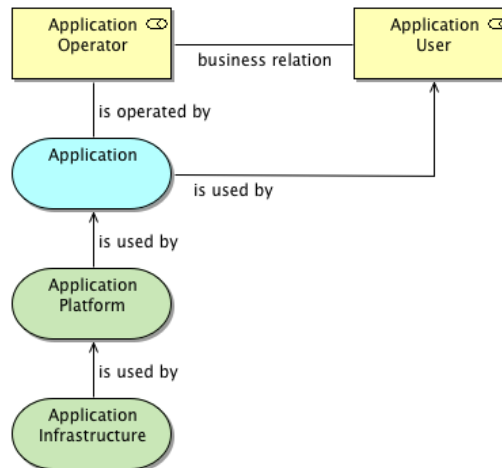 Application
Operator
business relation
Application
User
is operated by
Application
is used by
is used by
Application
Platform
is used by
Application
Infrastructure